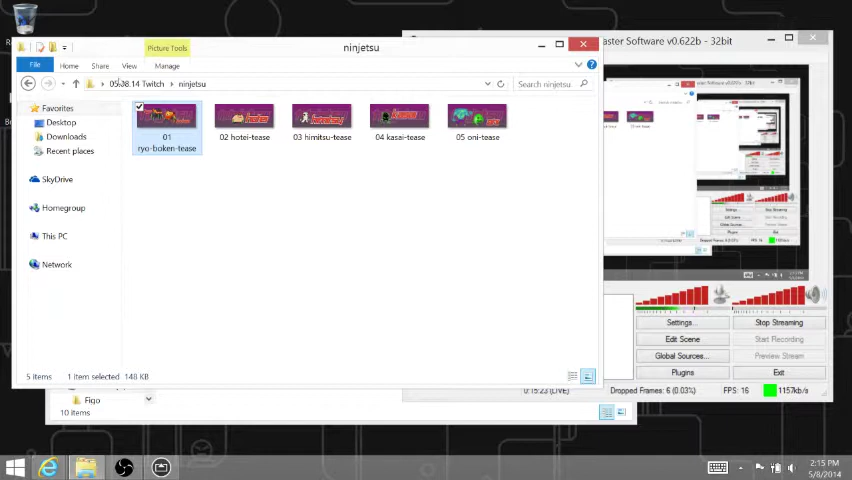 Picture Tools
ninjetsu
File
Home
Share
View
Manage
05.08.14 Twitch
ninjetsu
Search ninjetsu
Favorites
Desktop
Downloads
Recent places
SkyDrive
Homegroup
This PC
Network
01
ryo-boken-tease
02 hotei-tease
03 himitsu-tease
04 kasai-tease
05 oni-tease
5 items
1 item selected
148 KB
Figo
10 items
aster Software v0.622b - 32bit
Settings...
Stop Streaming
Edit Scene
Start Recording
Global Sources...
Preview Stream
Plugins
Exit
0:15:23 (LIVE)
Dropped Frames: 6 (0.03%)
FPS: 16
1157kb/s
2:15 PM
5/8/2014